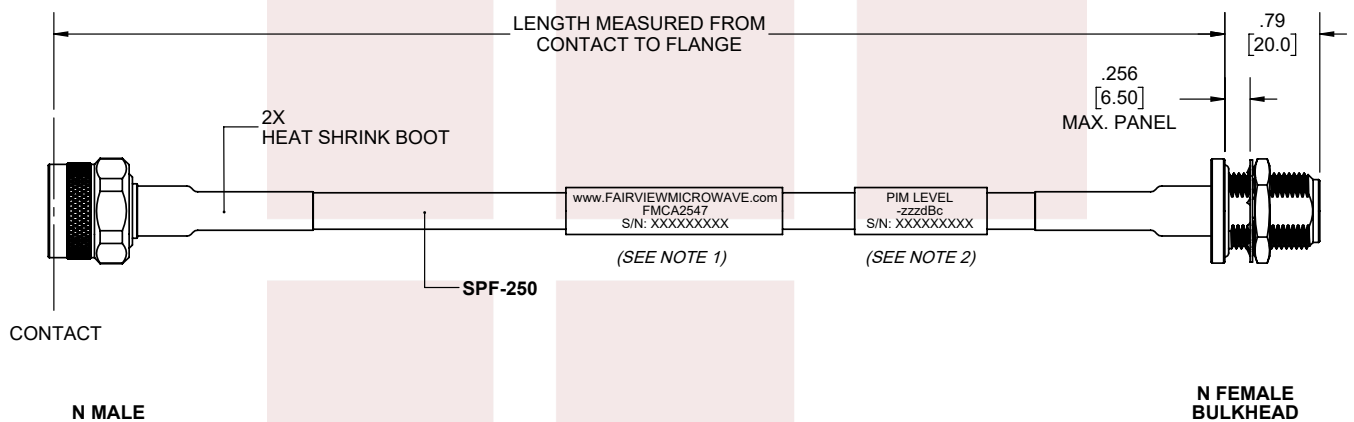 LENGTH MEASURED FROM
CONTACT TO FLANGE
.79
[20.0]
.256
[6.50]
MAX. PANEL
2X
HEAT SHRINK BOOT
www.FAIRVIEWMICROWAVE.com
FMCA2547
S/N: XXXXXXXXX
PIM LEVEL
-zzzdBc
S/N: XXXXXXXXX
(SEE NOTE 1)
(SEE NOTE 2)
SPF-250
CONTACT
N MALE
N FEMALE
BULKHEAD